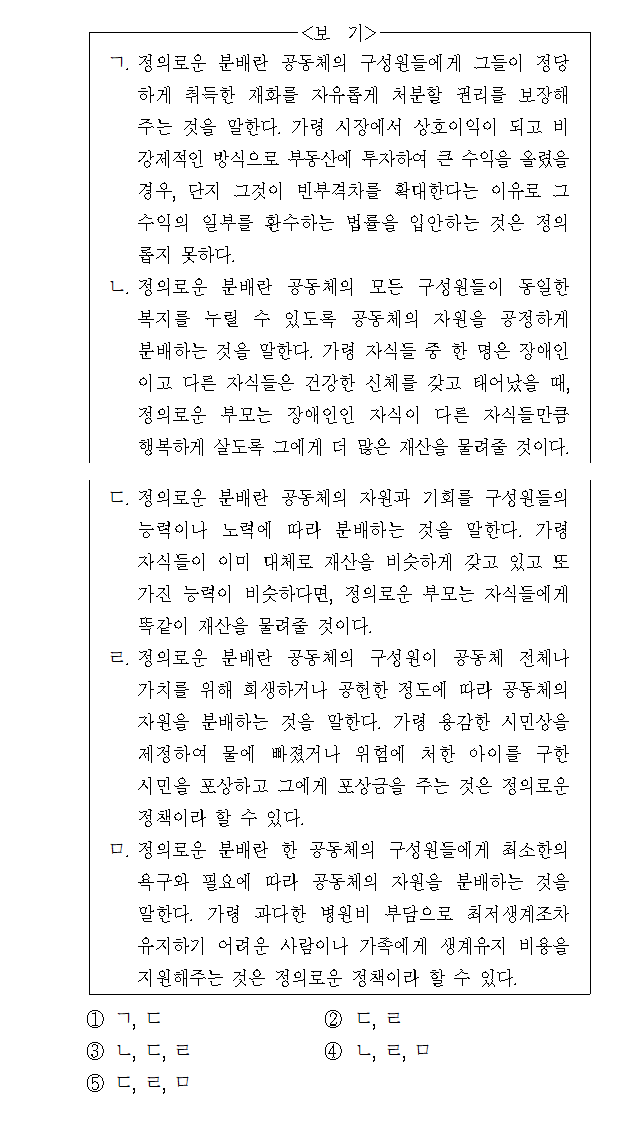 <보 기>
ㄱ. 정의로운 분배란 공동체의 구성원들에게 그들이 정당
하게 취득한 재화를 자유롭게 처분할 권리를 보장해
주는 것을 말한다. 가령 시장에서 상호이익이 되고 비
강제적인 방식으로 부동산에 투자하여 큰 수익을 올렸을
경우, 단지 그것이 빈부격차를 확대한다는 이유로 그
수익의 일부를 환수하는 법률을 입안하는 것은 정의
롭지 못하다.
ㄴ. 정의로운 분배란 공동체의 모든 구성원들이 동일한
복지를 누릴 수 있도록 공동체의 자원을 공정하게
분배하는 것을 말한다. 가령 자식들 중 한 명은 장애인
이고 다른 자식들은 건강한 신체를 갖고 태어났을 때,
정의로운 부모는 장애인인 자식이 다른 자식들만큼
행복하게 살도록 그에게 더 많은 재산을 물려줄 것이다.
ㄷ. 정의로운 분배란 공동체의 자원과 기회를 구성원들의
능력이나 노력에 따라 분배하는 것을 말한다. 가령
자식들이 이미 대체로 재산을 비슷하게 갖고 있고 또
가진 능력이 비슷하다면, 정의로운 부모는 자식들에게
똑같이 재산을 물려줄 것이다.
ㄹ. 정의로운 분배란 공동체의 구성원이 공동체 전체나
가치를 위해 희생하거나 공헌한 정도에 따라 공동체의
자원을 분배하는 것을 말한다. 가령 용감한 시민상을
제정하여 물에 빠졌거나 위험에 처한 아이를 구한
시민을 포상하고 그에게 포상금을 주는 것은 정의로운
정책이라 할 수 있다.
ㅁ. 정의로운 분배란 한 공동체의 구성원들에게 최소한의
욕구와 필요에 따라 공동체의 자원을 분배하는 것을
말한다. 가령 과다한 병원비 부담으로 최저생계조차
유지하기 어려운 사람이나 가족에게 생계유지 비용을
지원해주는 것은 정의로운 정책이라 할 수 있다.
① ㄱ, ㄷ ② ㄷ, ㄹ
③ ㄴ, ㄷ, ㄹ ④ ㄴ, ㄹ, ㅁ
⑤ ㄷ, ㄹ, ㅁ